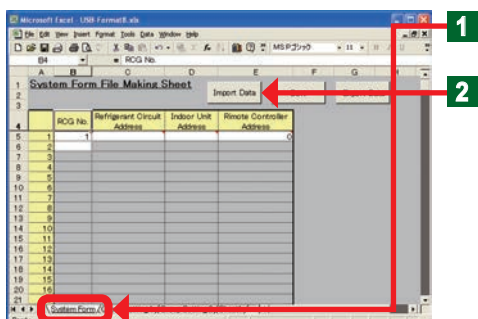 Microsoft Excel - USB FormatB.xls
File Edit View Insert Format Tools Data Window Help
MS Pゴシック 11
B4 = RCG No.
A B C D E F G
1 System Form File Making Sheet
2 Import Data
3
4 RCG No. Refrigerant Circuit Address Indoor Unit Address Rimote Controller Address
5 1 1 0
6 2
7 3
8 4
9 5
10 6
11 7
12 8
13 9
14 10
15 11
16 12
17 13
18 14
19 15
20 16
21
System Form
1
2